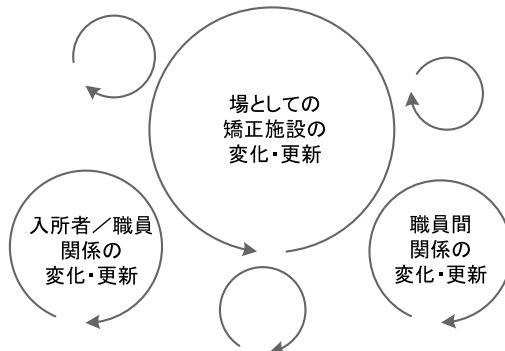 場としての
矯正施設の
変化・更新
入所者／職員
関係の
変化・更新
職員間
関係の
変化・更新